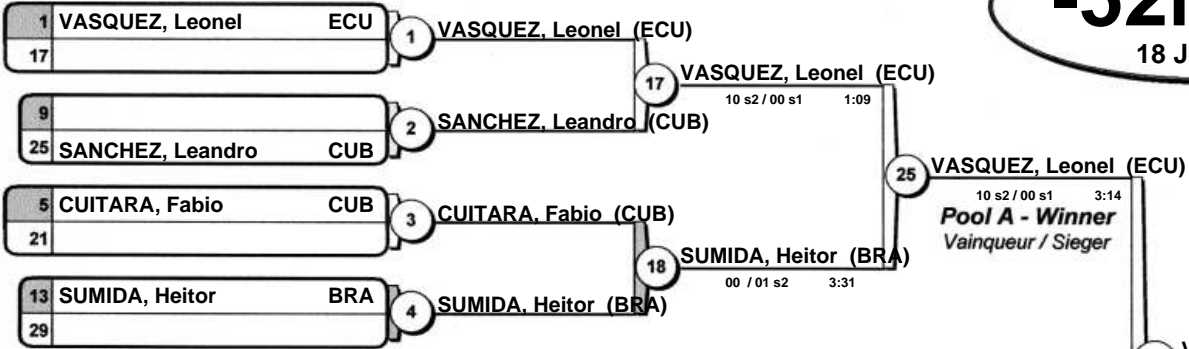 1 VASQUEZ, Leonel ECU
17
1
VASQUEZ, Leonel (ECU)
9
25 SANCHEZ, Leandro CUB
2
SANCHEZ, Leandro (CUB)
17
VASQUEZ, Leonel (ECU)
10 s2 / 00 s1 1:09
5 CUITARA, Fabio CUB
21
3
CUITARA, Fabio (CUB)
13 SUMIDA, Heitor BRA
29
4
SUMIDA, Heitor (BRA)
18
SUMIDA, Heitor (BRA)
00 / 01 s2 3:31
25
VASQUEZ, Leonel (ECU)
10 s2 / 00 s1 3:14
Pool A - Winner
Vainqueur / Sieger
18 J